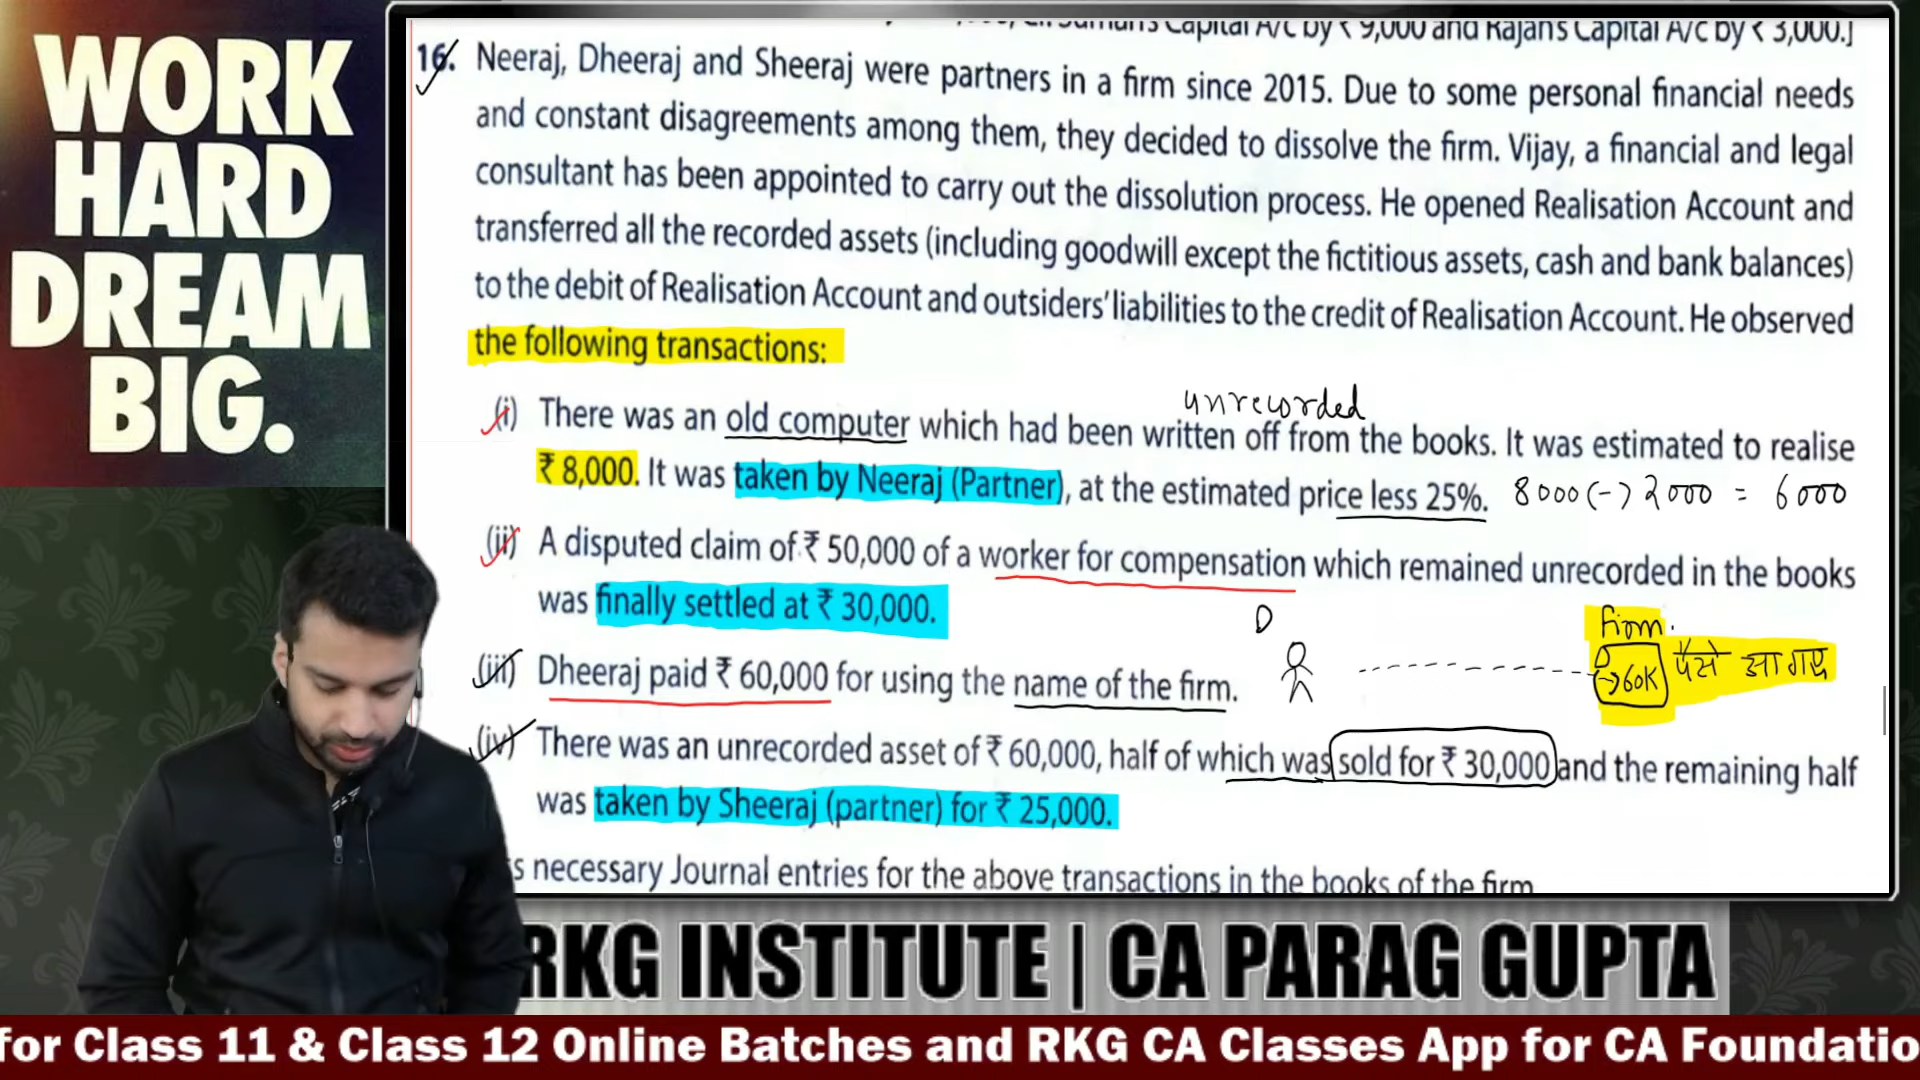 WORK
HARD
DREAM
BIG.
Suman's Capital A/c by ₹ 9,000 and Rajan's Capital A/c by ₹ 3,000.]
16. Neeraj, Dheeraj and Sheeraj were partners in a firm since 2015. Due to some personal financial needs
and constant disagreements among them, they decided to dissolve the firm. Vijay, a financial and legal
consultant has been appointed to carry out the dissolution process. He opened Realisation Account and
transferred all the recorded assets (including goodwill except the fictitious assets, cash and bank balances)
to the debit of Realisation Account and outsiders' liabilities to the credit of Realisation Account. He observed
the following transactions:
unrecorded
(i) There was an old computer which had been written off from the books. It was estimated to realise
₹ 8,000. It was taken by Neeraj (Partner), at the estimated price less 25%. 8000 (-) 2000 = 6000
(ii) A disputed claim of ₹ 50,000 of a worker for compensation which remained unrecorded in the books
was finally settled at ₹ 30,000.
D
firm.
(iii) Dheeraj paid ₹ 60,000 for using the name of the firm. D →60K पैसे आ गए
(iv) There was an unrecorded asset of ₹ 60,000, half of which was sold for ₹ 30,000 and the remaining half
was taken by Sheeraj (partner) for ₹ 25,000.
s necessary Journal entries for the above transactions in the books of the firm
RKG INSTITUTE | CA PARAG GUPTA
for Class 11 & Class 12 Online Batches and RKG CA Classes App for CA Foundatio